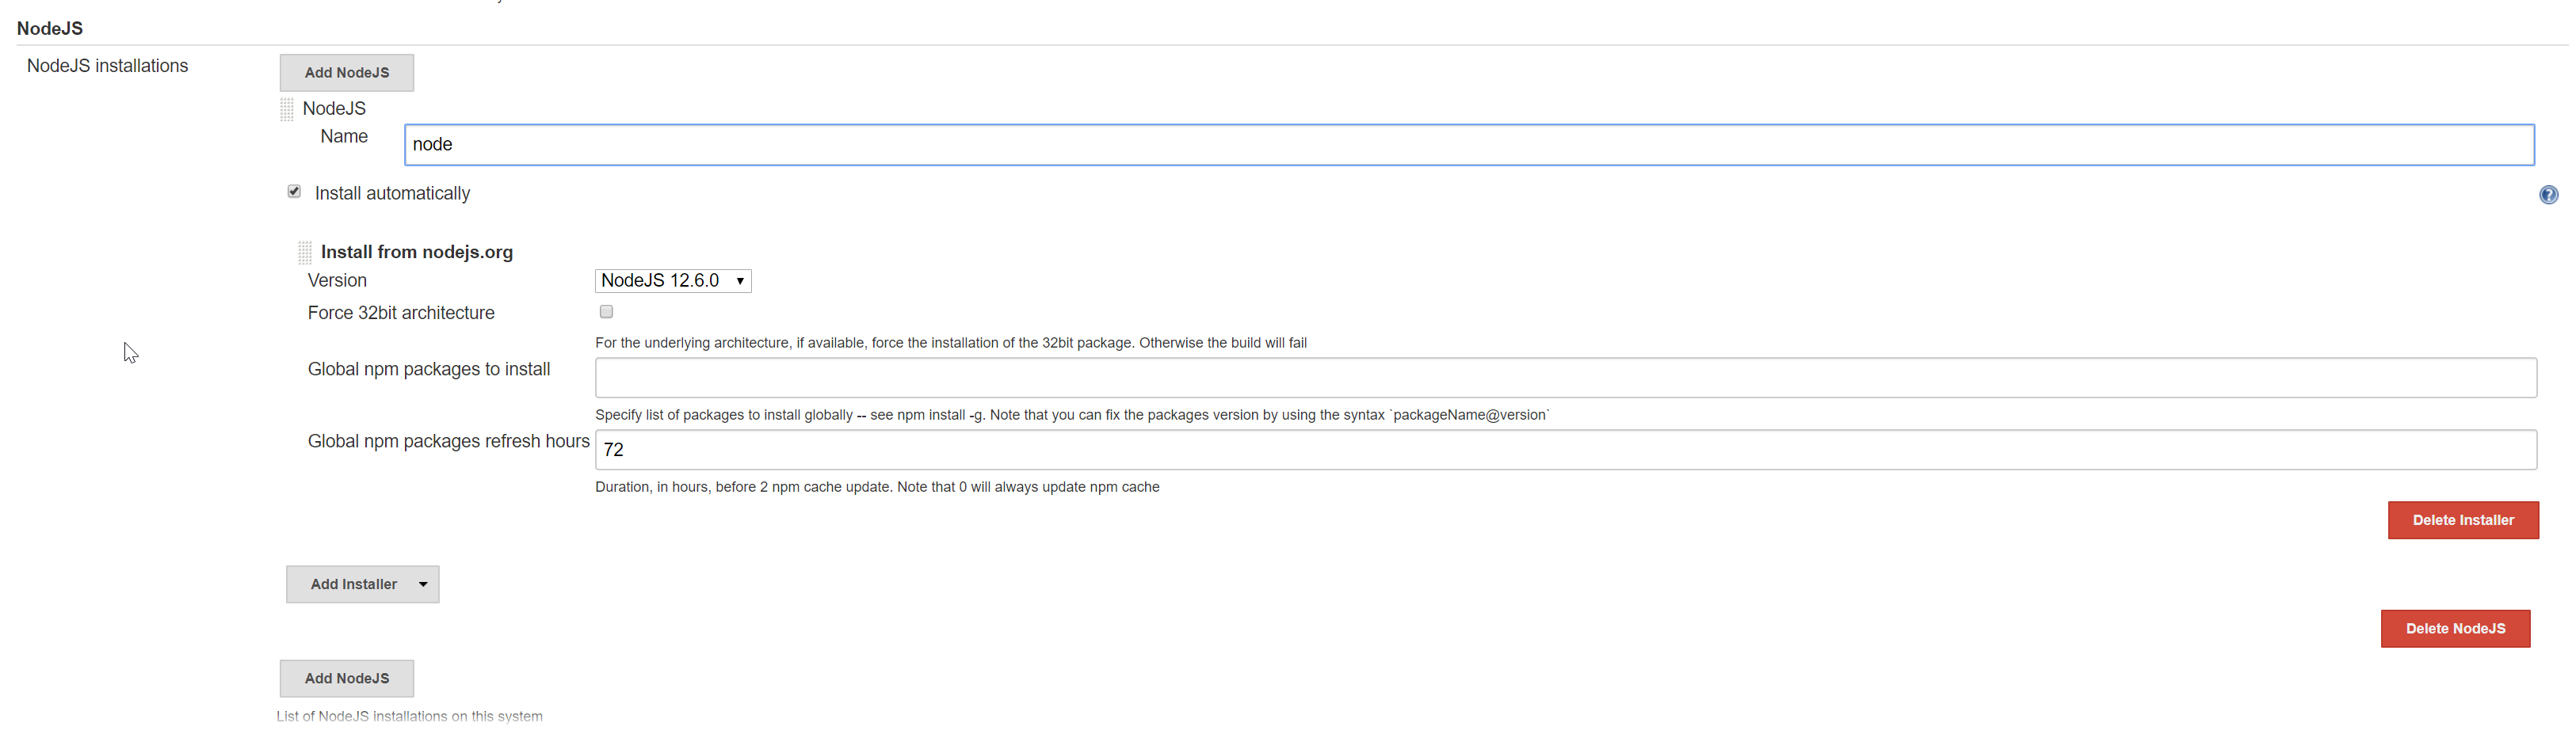 NodeJS
NodeJS installations
Add NodeJS
NodeJS
Name
node
Install automatically
Install from nodejs.org
Version
NodeJS 12.6.0
Force 32bit architecture
For the underlying architecture, if available, force the installation of the 32bit package. Otherwise the build will fail
Global npm packages to install
Specify list of packages to install globally -- see npm install -g. Note that you can fix the packages version by using the syntax `packageName@version`
Global npm packages refresh hours
72
Duration, in hours, before 2 npm cache update. Note that 0 will always update npm cache
Delete Installer
Add Installer
Delete NodeJS
Add NodeJS
List of NodeJS installations on this system